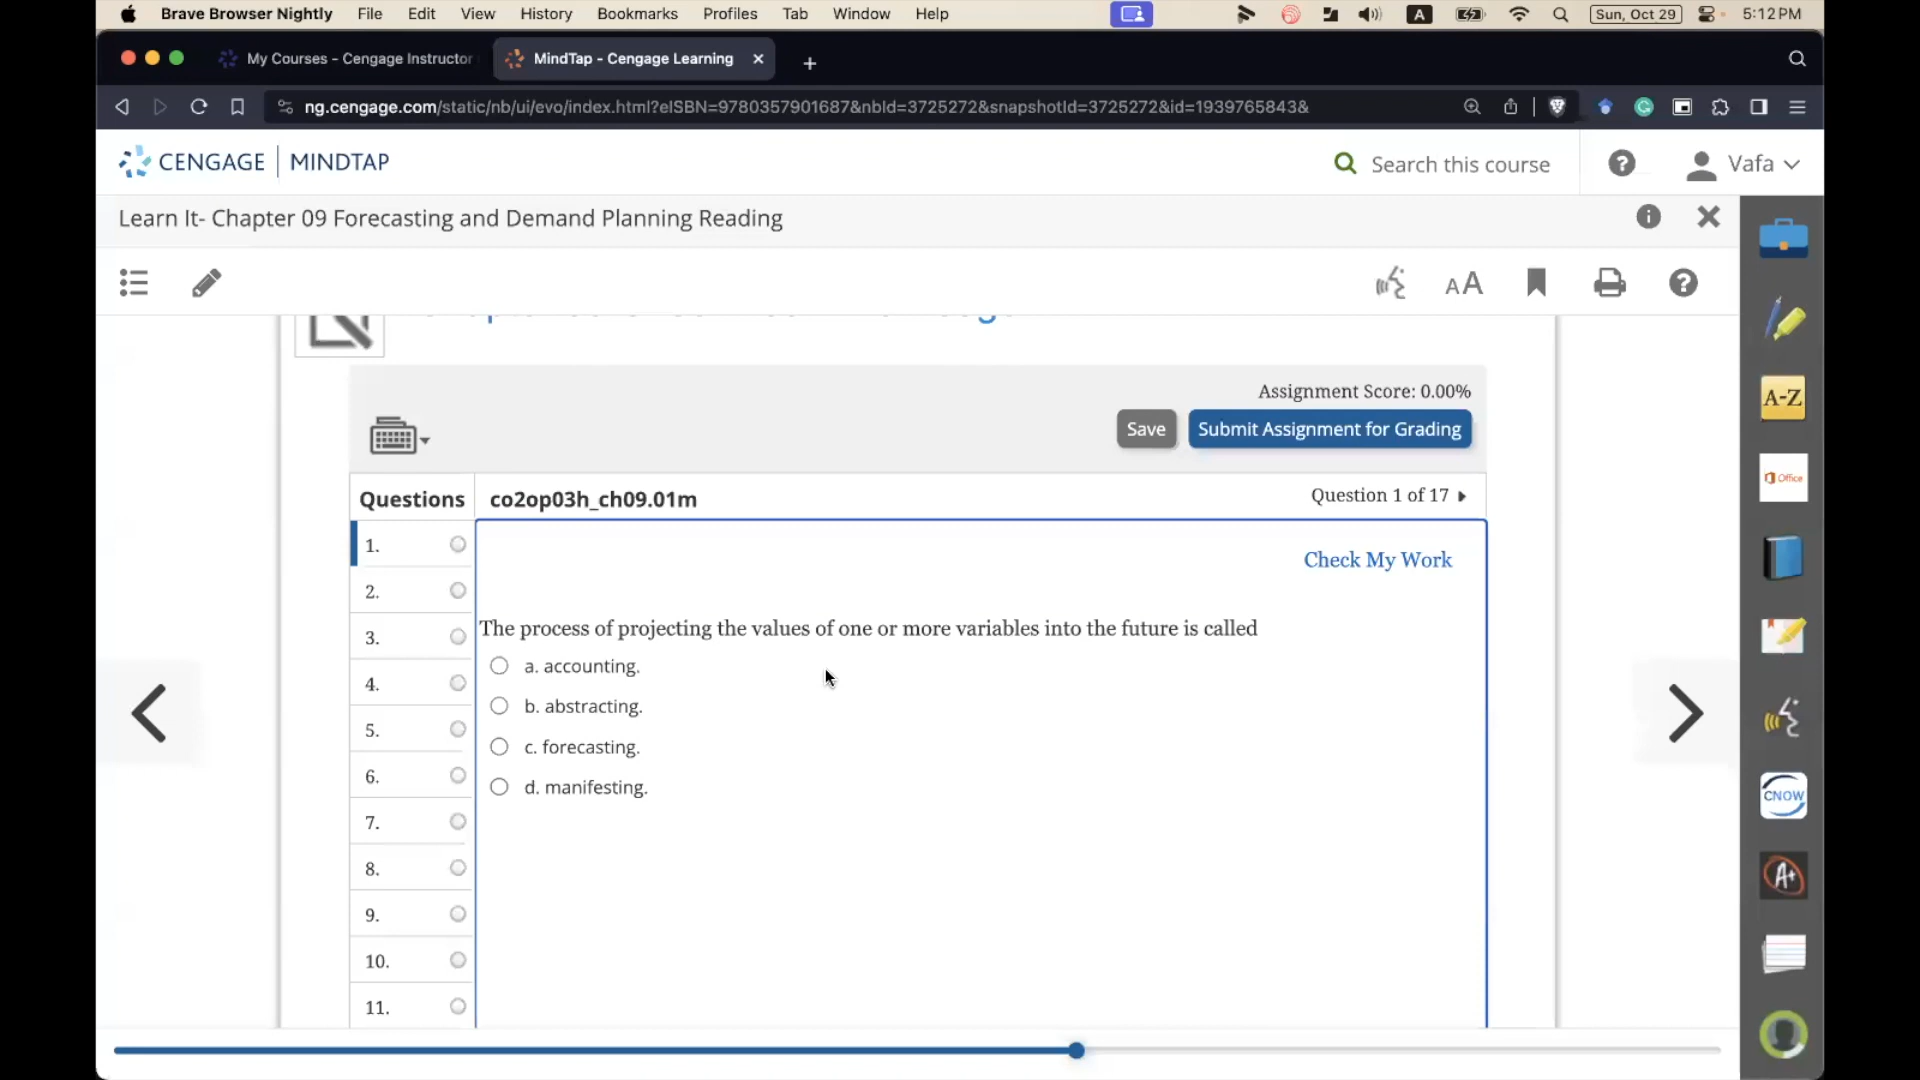 Brave Browser Nightly File Edit View History Bookmarks Profiles Tab Window Help A Sun, Oct 29 5:12 PM
My Courses - Cengage Instructor
MindTap - Cengage Learning
ng.cengage.com/static/nb/ui/evo/index.html?eISBN=9780357901687&nbId=3725272&snapshotId=3725272&id=1939765843&
CENGAGE MINDTAP
Search this course
Vafa
Learn It- Chapter 09 Forecasting and Demand Planning Reading
AA
A-Z
Office
CNOW
A+
Assignment Score: 0.00%
Save
Submit Assignment for Grading
Questions
co2op03h_ch09.01m
Question 1 of 17
1.
2.
3.
4.
5.
6.
7.
8.
9.
10.
11.
Check My Work
The process of projecting the values of one or more variables into the future is called
a. accounting.
b. abstracting.
c. forecasting.
d. manifesting.